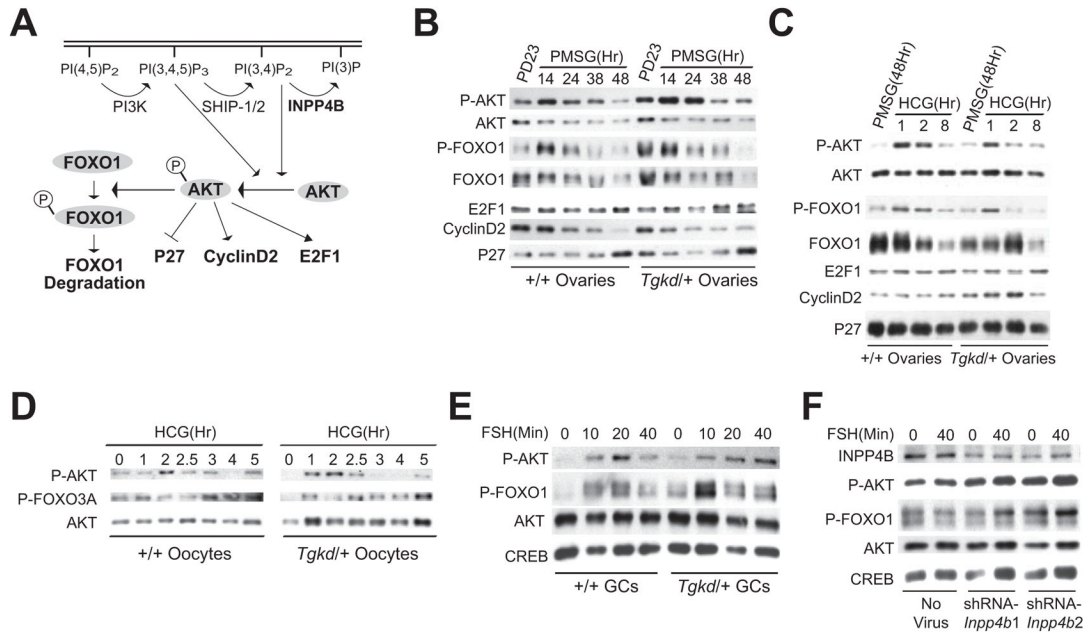 A
PI(4,5)P2 PI(3,4,5)P3 PI(3,4)P2 PI(3)P
PI3K SHIP-1/2 INPP4B
FOXO1
P
P
FOXO1 AKT AKT
FOXO1
Degradation
P27 CyclinD2 E2F1
B
PD23 PMSG(Hr) PD23 PMSG(Hr)
14 24 38 48 14 24 38 48
P-AKT
AKT
P-FOXO1
FOXO1
E2F1
CyclinD2
P27
+/+ Ovaries Tgkd/+ Ovaries
C
PMSG(48Hr) HCG(Hr) PMSG(48Hr) HCG(Hr)
1 2 8 1 2 8
P-AKT
AKT
P-FOXO1
FOXO1
E2F1
CyclinD2
P27
+/+ Ovaries Tgkd/+ Ovaries
D
HCG(Hr) HCG(Hr)
0 1 2 2.5 3 4 5 0 1 2 2.5 3 4 5
P-AKT
P-FOXO3A
AKT
+/+ Oocytes Tgkd/+ Oocytes
E
FSH(Min) 0 10 20 40 0 10 20 40
P-AKT
P-FOXO1
AKT
CREB
+/+ GCs Tgkd/+ GCs
F
FSH(Min) 0 40 0 40 0 40
INPP4B
P-AKT
P-FOXO1
AKT
CREB
No shRNA- shRNA-
Virus Inpp4b1 Inpp4b2